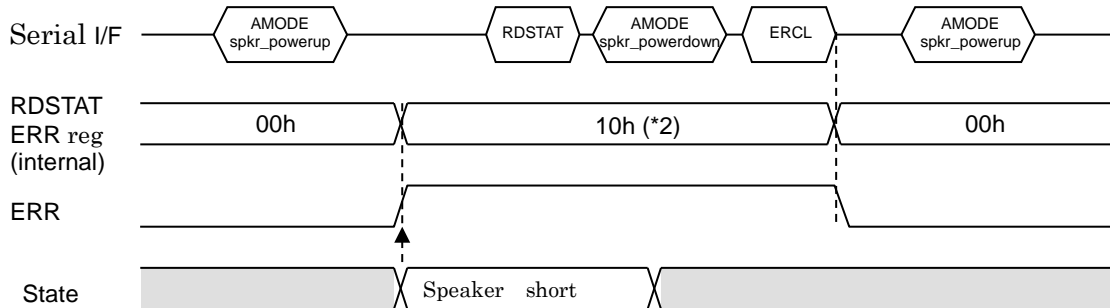 Serial I/F
AMODE
spkr_powerup
RDSTAT
AMODE
spkr_powerdown
ERCL
AMODE
spkr_powerup
RDSTAT
ERR reg
(internal)
00h
10h (*2)
00h
ERR
State
Speaker short